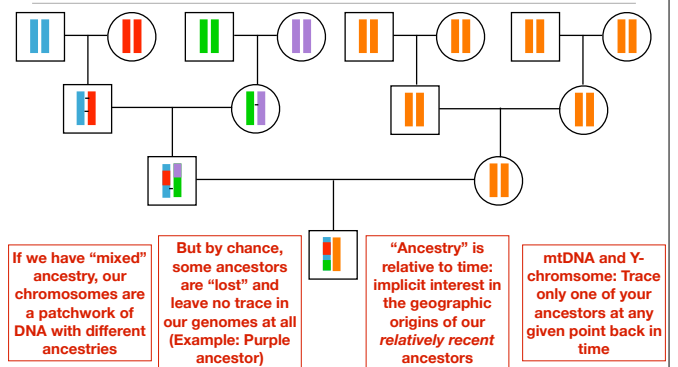 If we have “mixed”
ancestry, our
chromosomes are
a patchwork of
DNA with different
ancestries
But by chance,
some ancestors
are “lost” and
leave no trace in
our genomes at all
(Example: Purple
ancestor)
“Ancestry” is
relative to time:
implicit interest in
the geographic
origins of our
relatively recent
ancestors
mtDNA and Y-
chromsome: Trace
only one of your
ancestors at any
given point back in
time